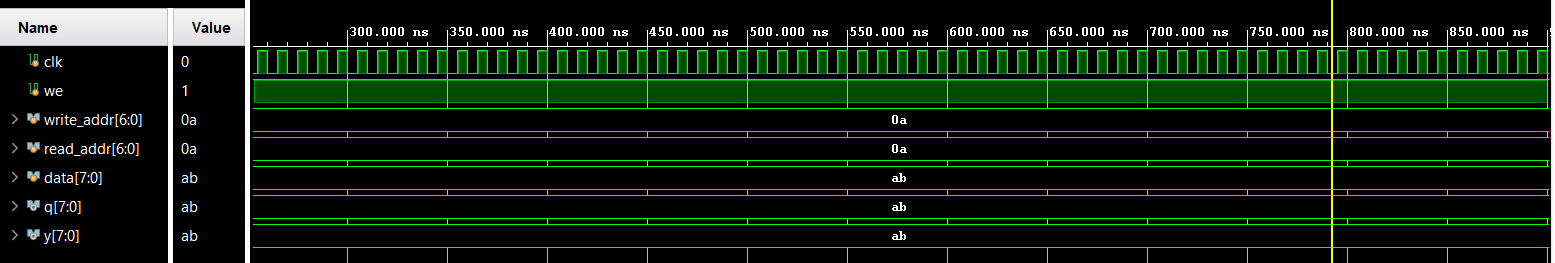 Name Value
300.000 ns 350.000 ns 400.000 ns 450.000 ns 500.000 ns 550.000 ns 600.000 ns 650.000 ns 700.000 ns 750.000 ns 800.000 ns 850.000 ns
clk 0
we 1
write_addr[6:0] 0a 0a
read_addr[6:0] 0a 0a
data[7:0] ab ab
q[7:0] ab ab
y[7:0] ab ab